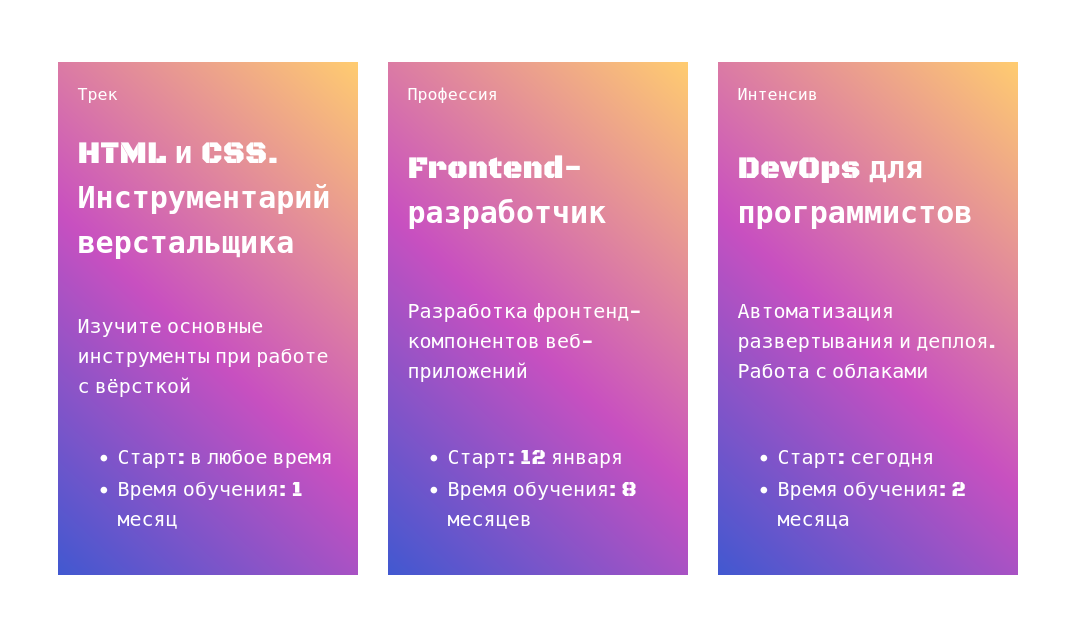 Трек
HTML и CSS.
Инструментарий
верстальщика
Изучите основные
инструменты при работе
с вёрсткой
• Старт: в любое время
• Время обучения: 1
месяц
Профессия
Frontend-
разработчик
Разработка фронтенд-
компонентов веб-
приложений
• Старт: 12 января
• Время обучения: 8
месяцев
Интенсив
DevOps для
программистов
Автоматизация
развертывания и деплоя.
Работа с облаками
• Старт: сегодня
• Время обучения: 2
месяца